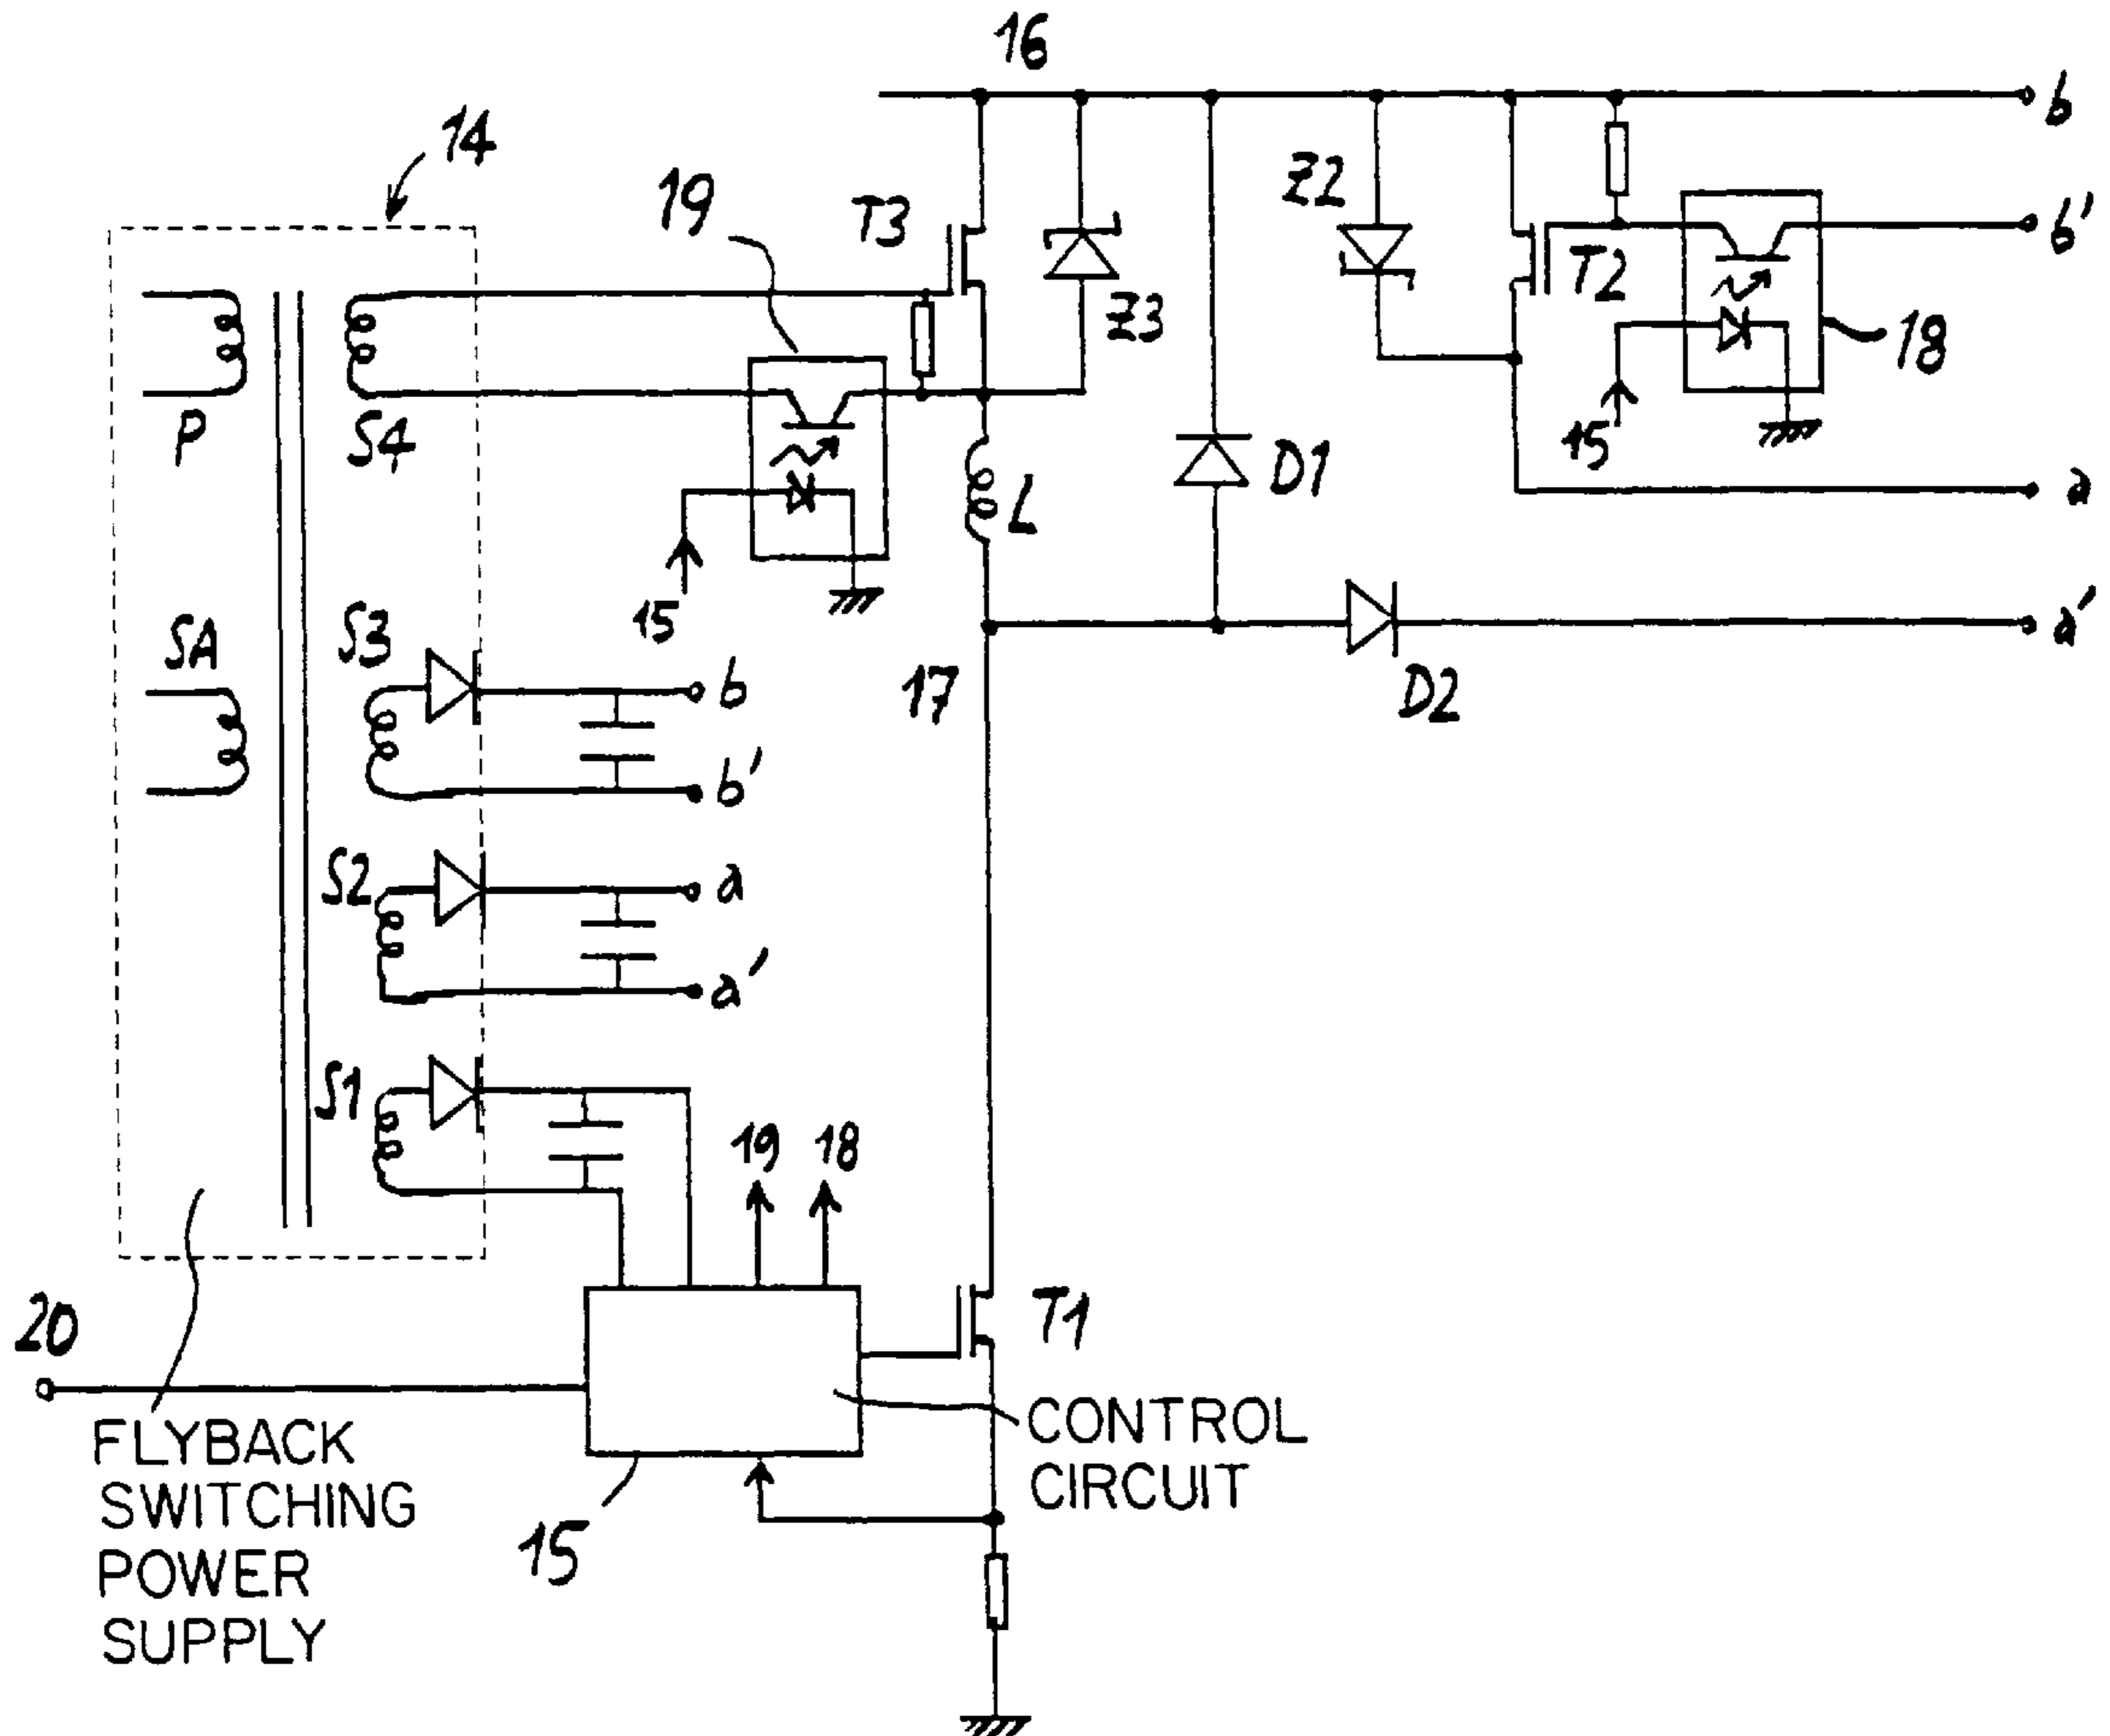 16
b
14
Z2
19
T3
b'
T2
Z3
18
P
S4
L
D1
15
a
15
SA
S3
a'
17
D2
b
b'
S2
a
a'
S1
19
18
T1
20
CONTROL
CIRCUIT
FLYBACK
SWITCHING
POWER
SUPPLY
15